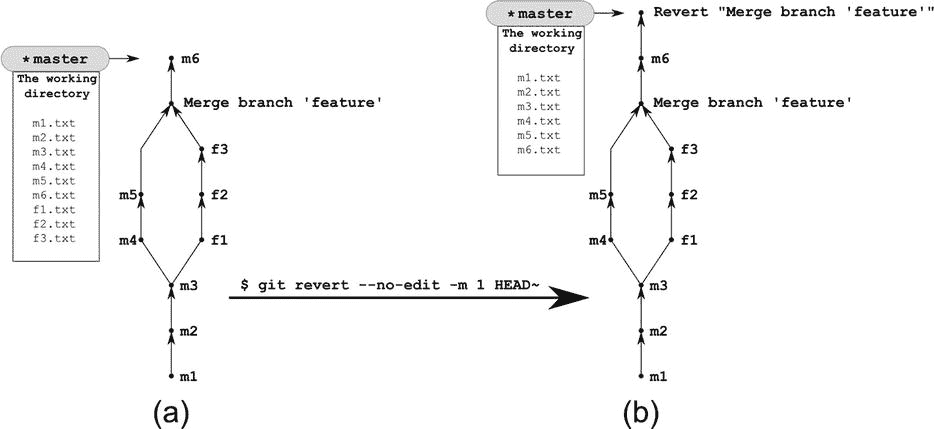 *master
The working
directory
m1.txt
m2.txt
m3.txt
m4.txt
m5.txt
m6.txt
f1.txt
f2.txt
f3.txt
m6
Merge branch 'feature'
f3
m5
f2
m4
f1
m3
m2
m1
(a)
$ git revert --no-edit -m 1 HEAD~
*master
The working
directory
m1.txt
m2.txt
m3.txt
m4.txt
m5.txt
m6.txt
Revert "Merge branch 'feature'"
m6
Merge branch 'feature'
f3
m5
f2
m4
f1
m3
m2
m1
(b)